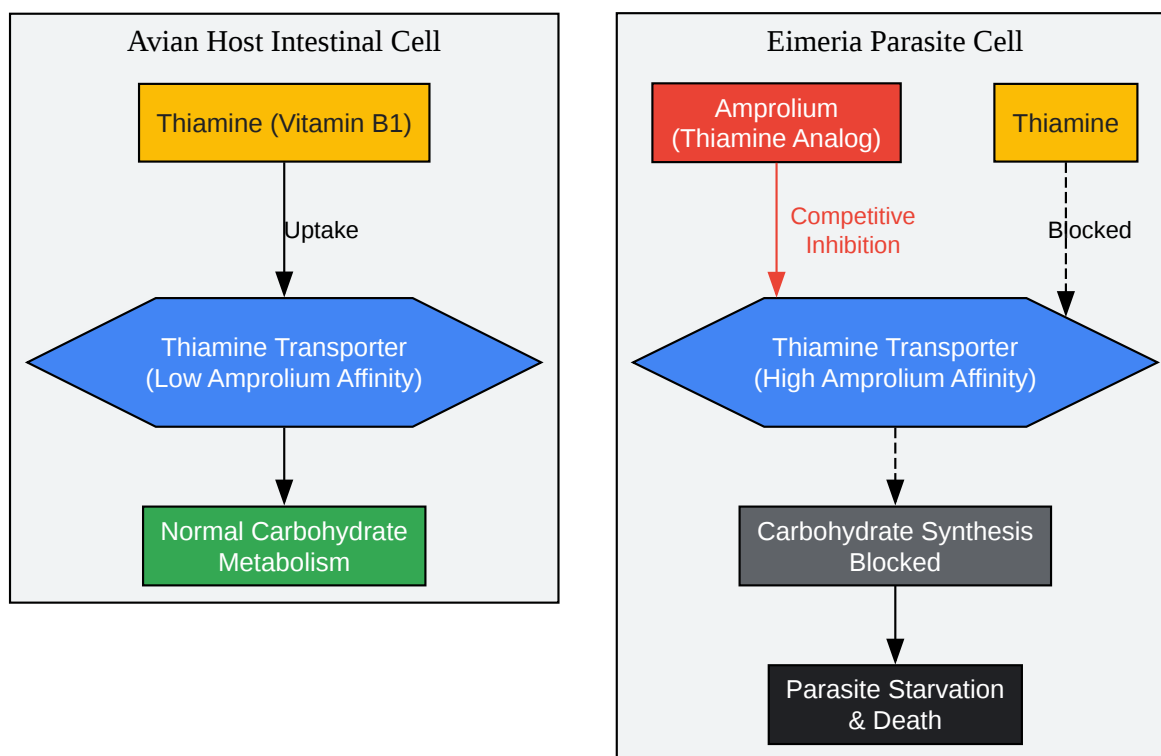 Avian Host Intestinal Cell
Thiamine (Vitamin B1)
Uptake
Thiamine Transporter
(Low Amprolium Affinity)
Normal Carbohydrate
Metabolism
Eimeria Parasite Cell
Amprolium
(Thiamine Analog)
Thiamine
Competitive
Inhibition
Blocked
Thiamine Transporter
(High Amprolium Affinity)
Carbohydrate Synthesis
Blocked
Parasite Starvation
& Death